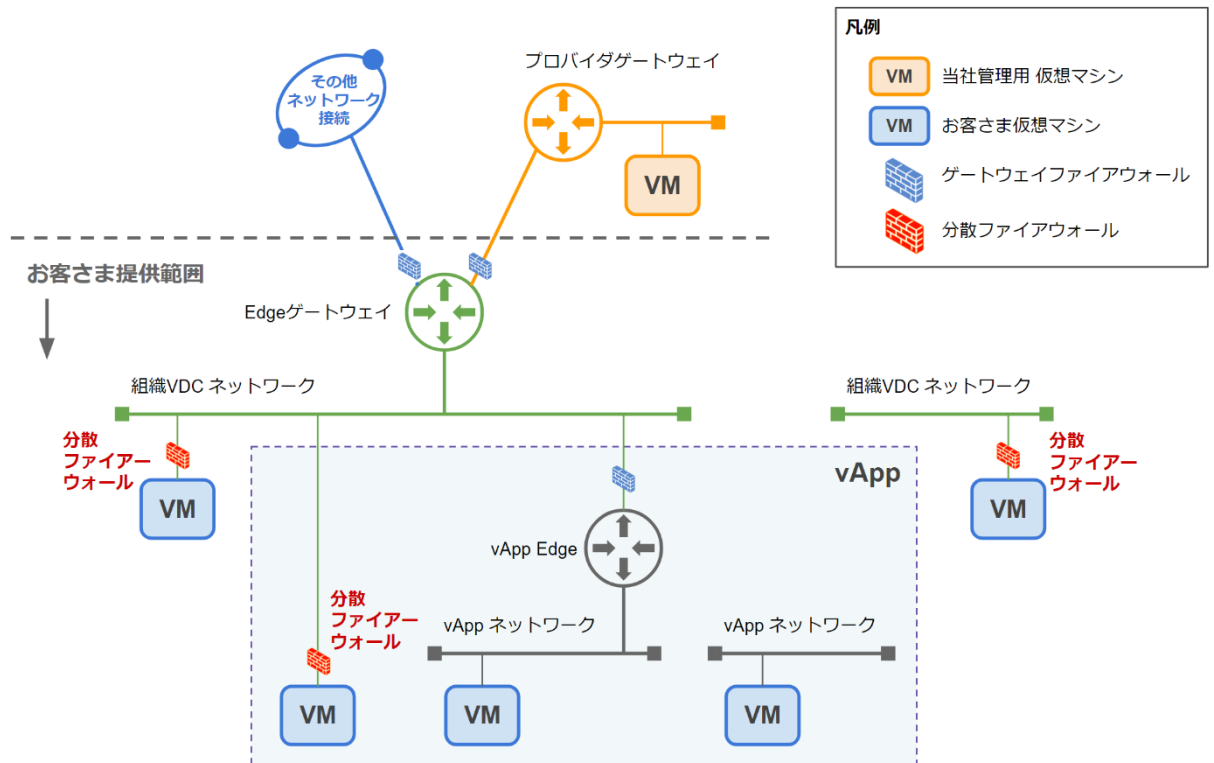 その他
ネットワーク
接続
プロバイダゲートウェイ
VM
凡例
VM 当社管理用 仮想マシン
VM お客さま仮想マシン
ゲートウェイファイアウォール
分散ファイアウォール
お客さま提供範囲
Edgeゲートウェイ
組織VDC ネットワーク
組織VDC ネットワーク
分散
ファイアー
ウォール
VM
分散
ファイアー
ウォール
VM
vApp
vApp Edge
分散
ファイアー
ウォール
vApp ネットワーク
vApp ネットワーク
VM
VM
VM